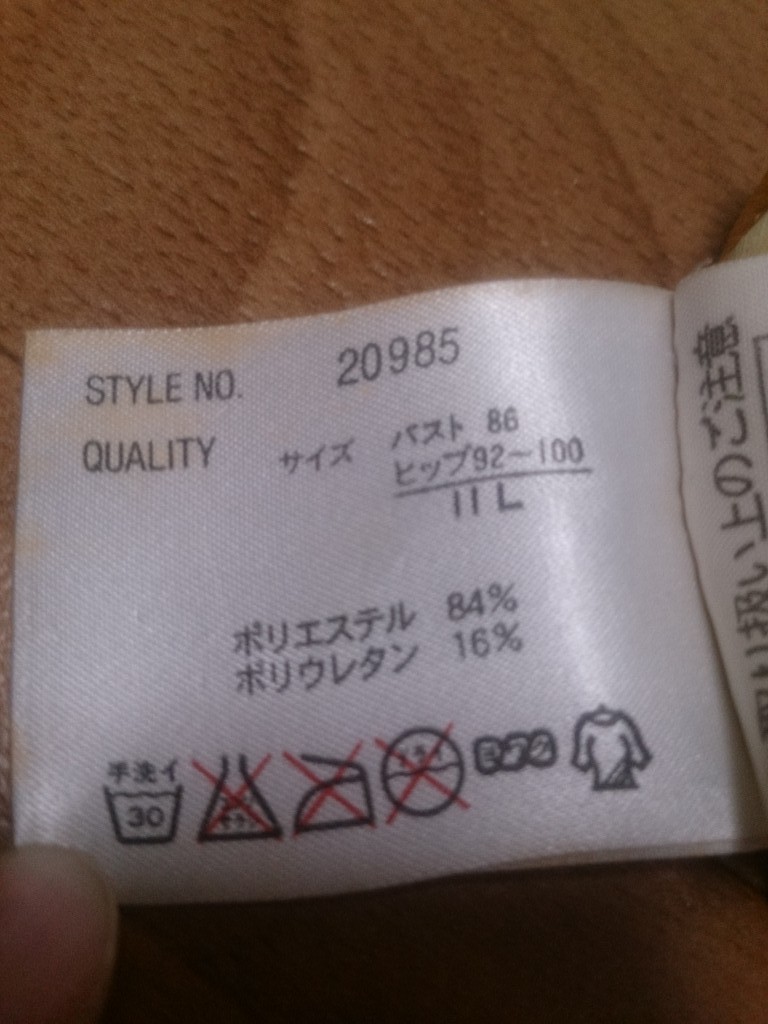 STYLE NO. 20985
QUALITY サイズ バスト 86
ヒップ92~100
11 L
ポリエステル 84%
ポリウレタン 16%
手洗イ
30
取り扱い上のご注意